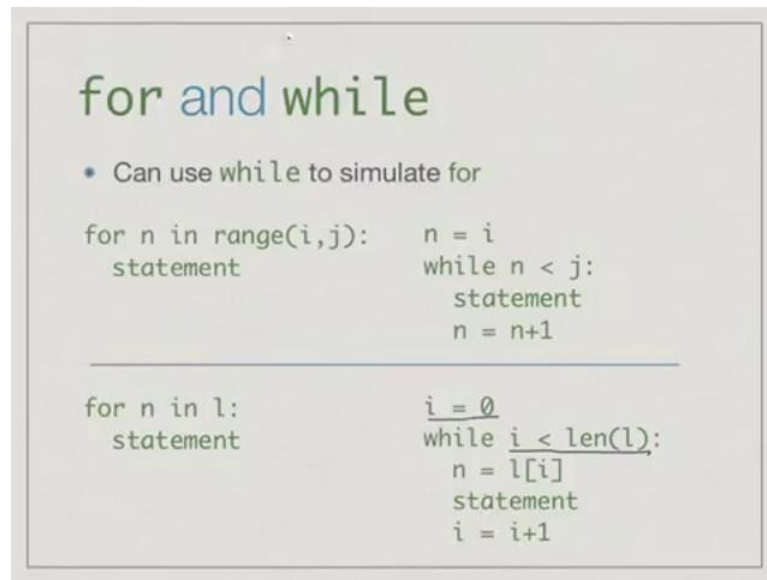 for and while
• Can use while to simulate for
for n in range(i,j):
  statement
n = i
while n < j:
  statement
  n = n+1
for n in l:
  statement
i = 0
while i < len(l):
  n = l[i]
  statement
  i = i+1